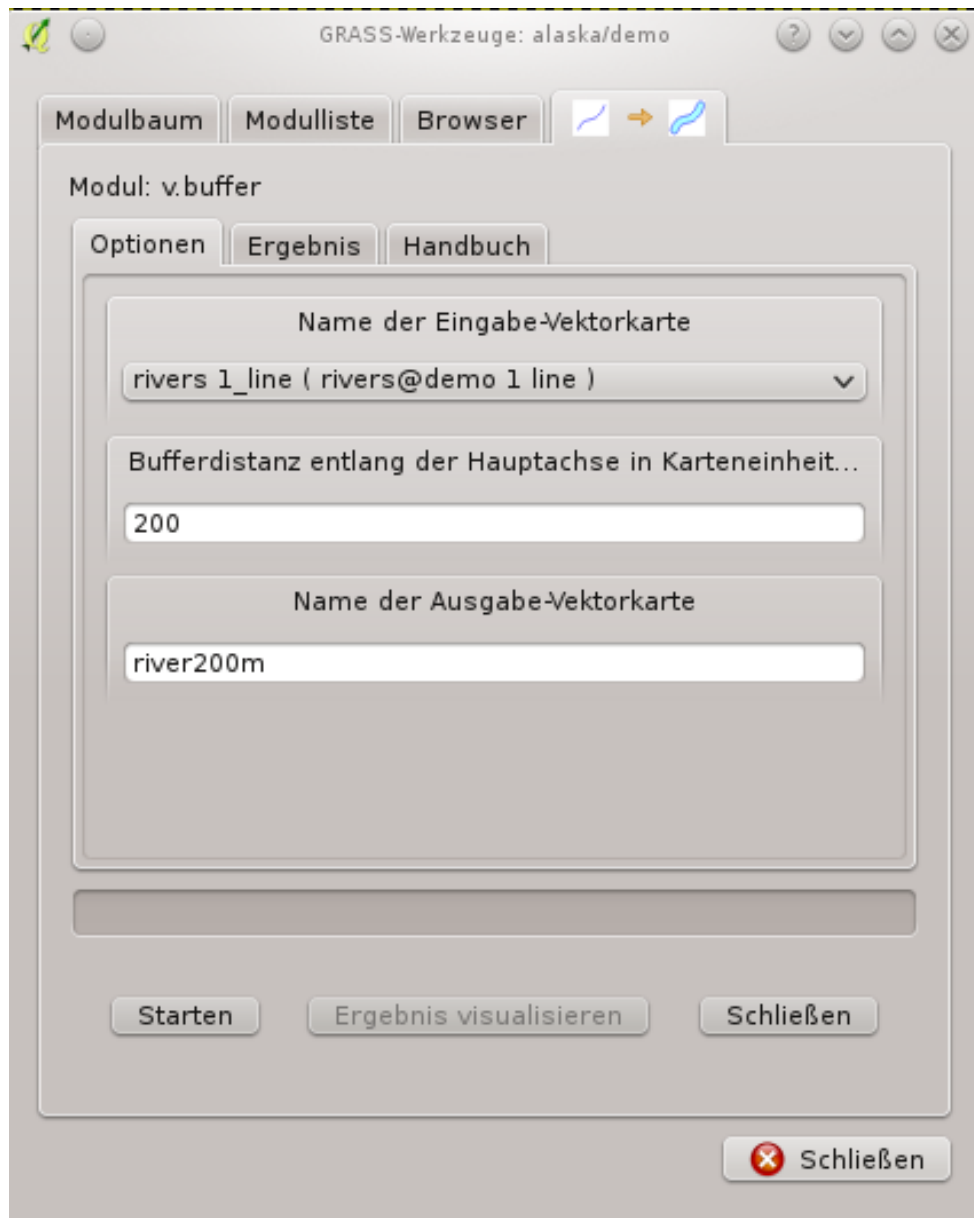 GRASS-Werkzeuge: alaska/demo
Modulbaum Modulliste Browser
Modul: v.buffer
Optionen Ergebnis Handbuch
Name der Eingabe-Vektorkarte
rivers 1_line ( rivers@demo 1 line )
Bufferdistanz entlang der Hauptachse in Karteneinheit...
200
Name der Ausgabe-Vektorkarte
river200m
Starten Ergebnis visualisieren Schließen
Schließen